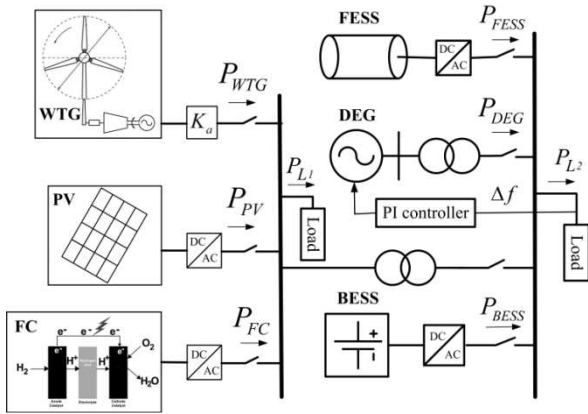 WTG
K_a
P_WTG
PV
DC
AC
P_PV
FC
e⁻ e⁻ e⁻
e⁻ e⁻
O₂
H₂
H⁺ H⁺
H₂O
DC
AC
P_FC
P_L1
Load
FESS
DC
AC
P_FESS
DEG
P_DEG
PI controller
Δf
P_L2
Load
BESS
+
DC
AC
P_BESS